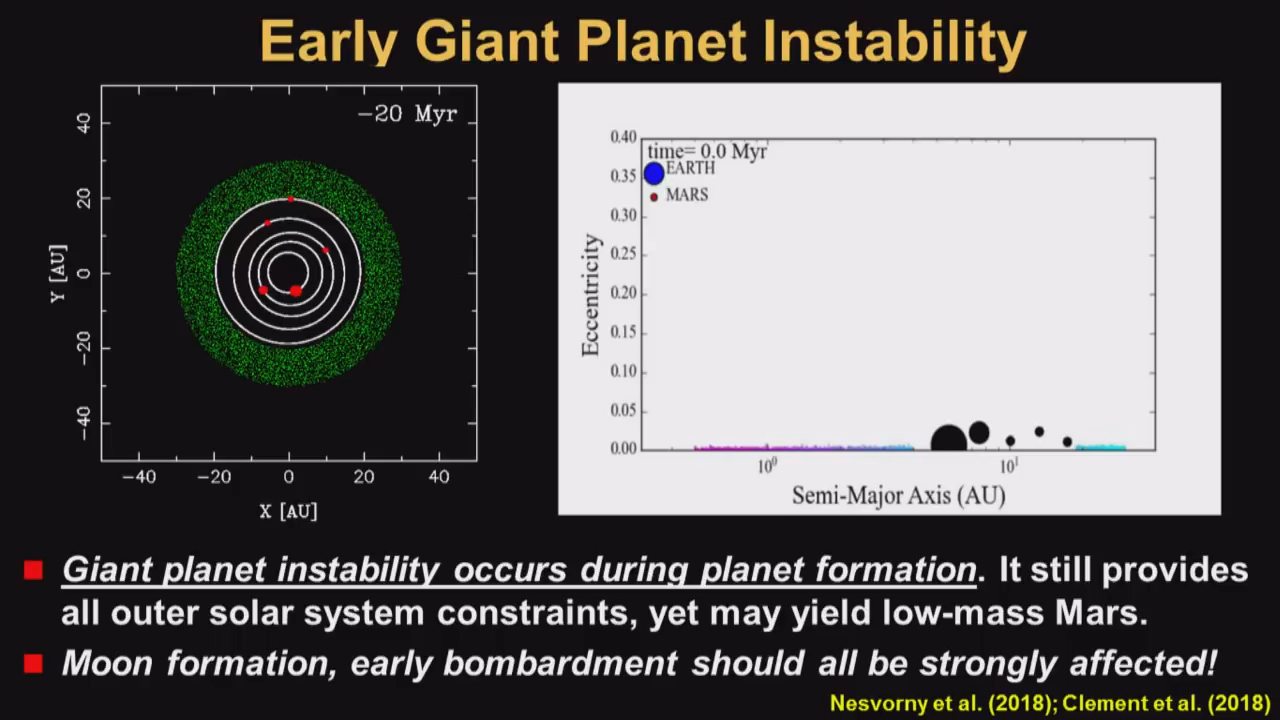 Early Giant Planet Instability
−20 Myr
40
20
0
−20
−40
Y [AU]
−40 −20 0 20 40
X [AU]
0.40
0.35
0.30
0.25
0.20
0.15
0.10
0.05
0.00
Eccentricity
time= 0.0 Myr
EARTH
MARS
10⁰ 10¹
Semi-Major Axis (AU)
Giant planet instability occurs during planet formation. It still provides
all outer solar system constraints, yet may yield low-mass Mars.
Moon formation, early bombardment should all be strongly affected!
Nesvorny et al. (2018); Clement et al. (2018)